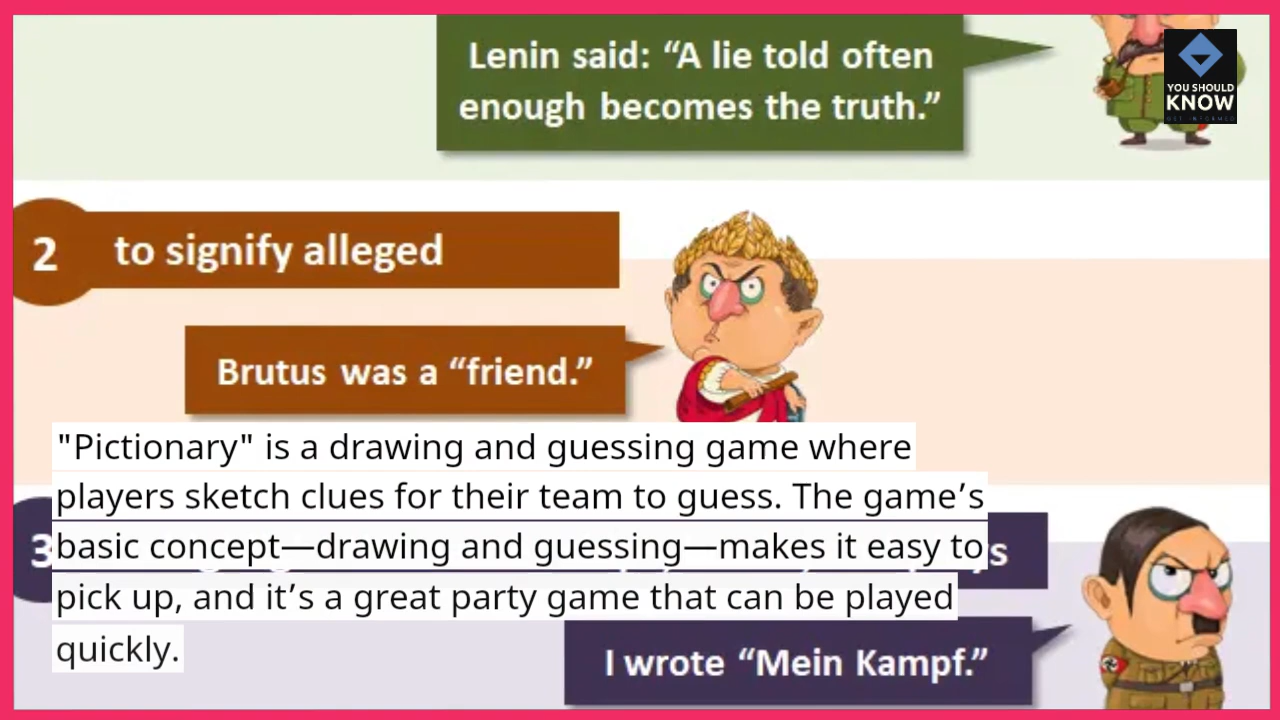 Lenin said: “A lie told often
enough becomes the truth.”
YOU SHOULD
KNOW
GET INFORMED
2
to signify alleged
Brutus was a “friend.”
"Pictionary" is a drawing and guessing game where
players sketch clues for their team to guess. The game’s
basic concept—drawing and guessing—makes it easy to
pick up, and it’s a great party game that can be played
quickly.
3
I wrote “Mein Kampf.”